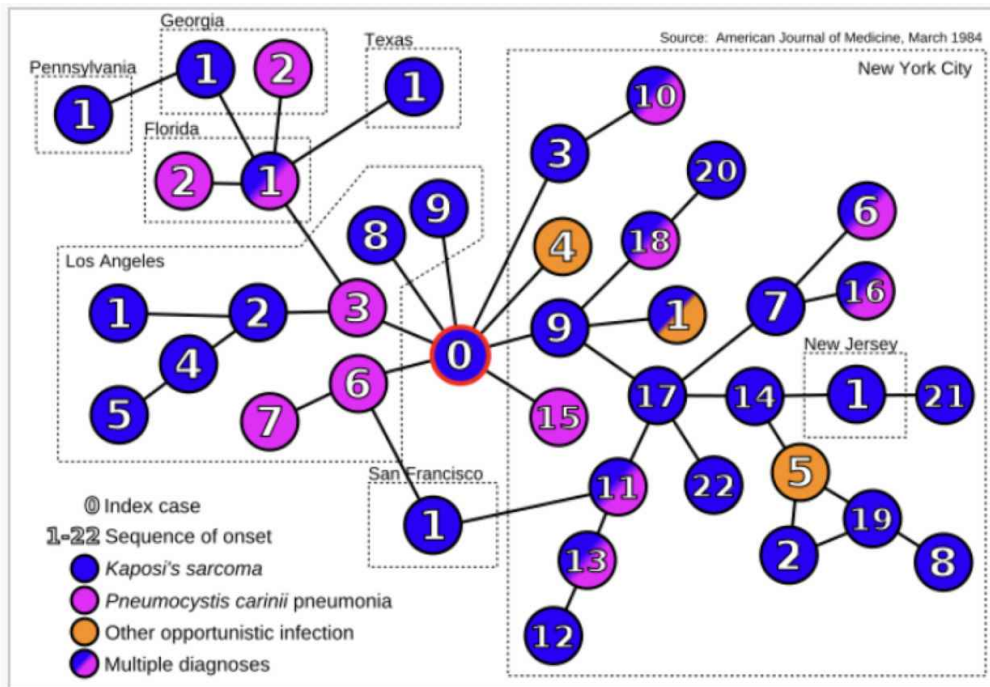 Georgia
Source: American Journal of Medicine, March 1984
Pennsylvania
Texas
New York City
1
2
1
1
10
Florida
3
20
2
1
9
8
4
18
6
Los Angeles
16
1
2
3
9
1
7
0
New Jersey
4
6
5
7
15
17
14
1
21
San Francisco
11
22
5
1
19
0 Index case
1-22 Sequence of onset
2
8
Kaposi's sarcoma
13
Pneumocystis carinii pneumonia
Other opportunistic infection
12
Multiple diagnoses